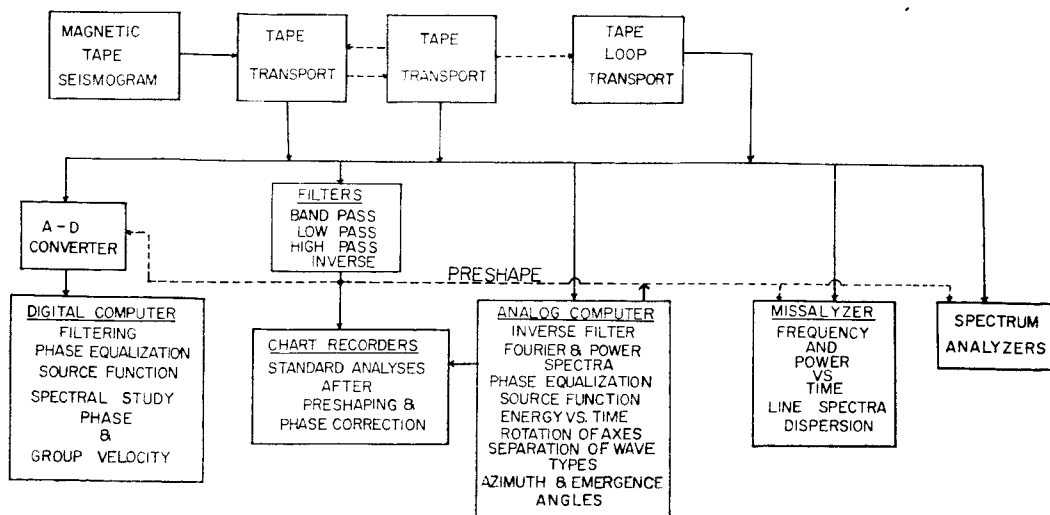 MAGNETIC
TAPE
SEISMOGRAM
TAPE
TRANSPORT
TAPE
TRANSPORT
TAPE
LOOP
TRANSPORT
A-D
CONVERTER
FILTERS
BAND PASS
LOW PASS
HIGH PASS
INVERSE
PRESHAPE
DIGITAL COMPUTER
FILTERING
PHASE EQUALIZATION
SOURCE FUNCTION
SPECTRAL STUDY
PHASE
&
GROUP VELOCITY
CHART RECORDERS
STANDARD ANALYSES
AFTER
PRESHAPING &
PHASE CORRECTION
ANALOG COMPUTER
INVERSE FILTER
FOURIER & POWER
SPECTRA
PHASE EQUALIZATION
SOURCE FUNCTION
ENERGY VS. TIME
ROTATION OF AXES
SEPARATION OF WAVE
TYPES
AZIMUTH & EMERGENCE
ANGLES
MISSALYZER
FREQUENCY
AND
POWER
VS
TIME
LINE SPECTRA
DISPERSION
SPECTRUM
ANALYZERS